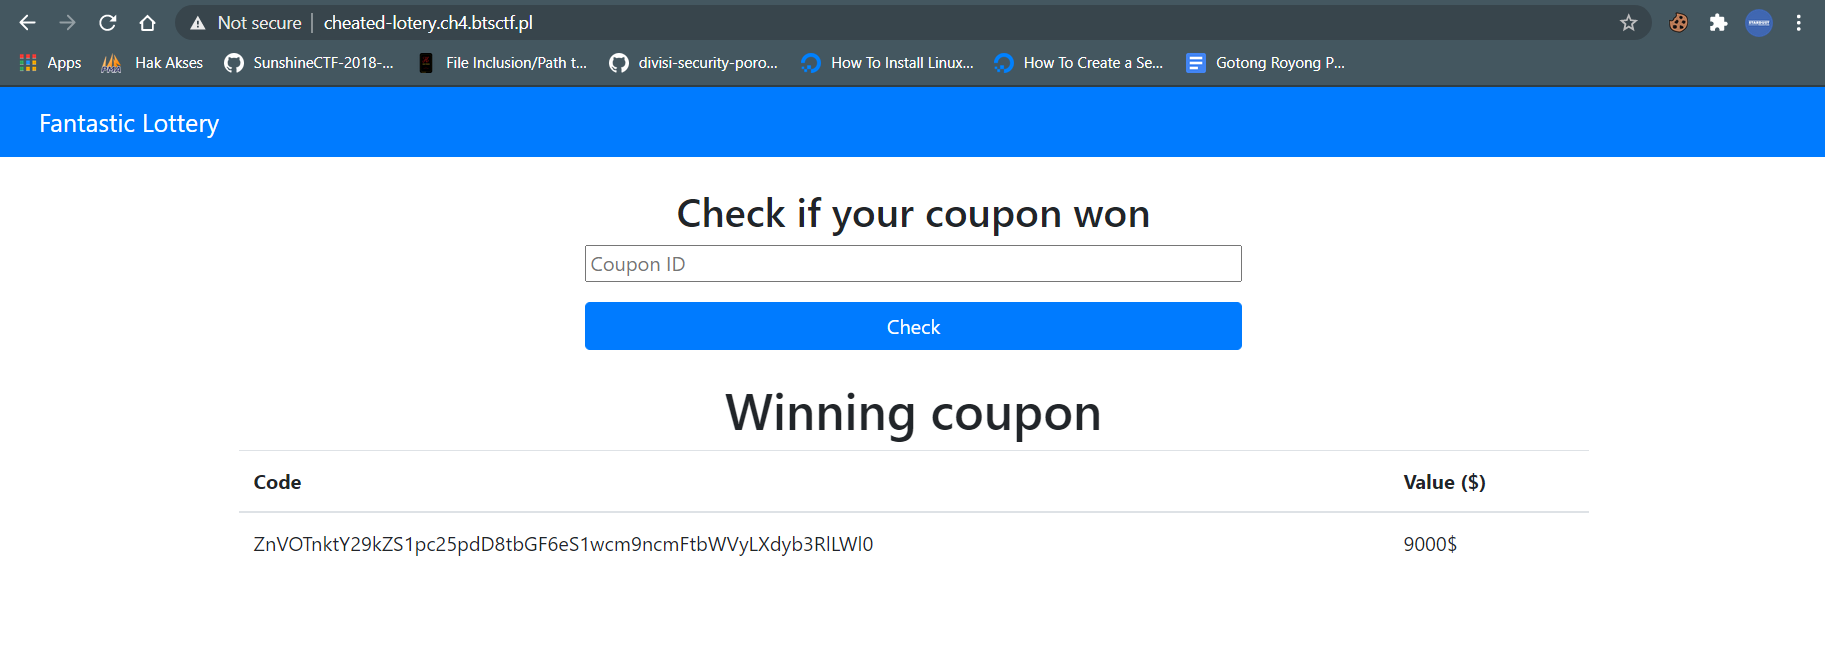 Not secure | cheated-lotery.ch4.btsctf.pl
Apps Hak Akses SunshineCTF-2018-... File Inclusion/Path t... divisi-security-poro... How To Install Linux... How To Create a Se... Gotong Royong P...
Fantastic Lottery
Check if your coupon won
Coupon ID
Check
Winning coupon
Code Value ($)
ZnVOTnktY29kZS1pc25pdD8tbGF6eS1wcm9ncmFtbWVyLXdyb3RlLWl0 9000$